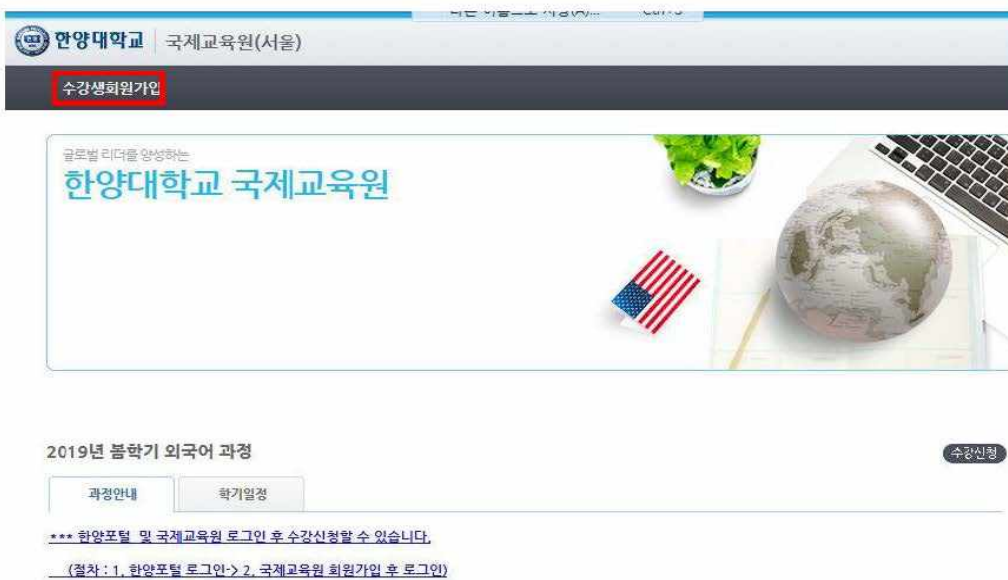 한양대학교 국제교육원(서울)
수강생회원가입
글로벌 리더를 양성하는
한양대학교 국제교육원
2019년 봄학기 외국어 과정
수강신청
과정안내 학기일정
*** 한양포털 및 국제교육원 로그인 후 수강신청할 수 있습니다.
(절차 : 1. 한양포털 로그인-> 2. 국제교육원 회원가입 후 로그인)